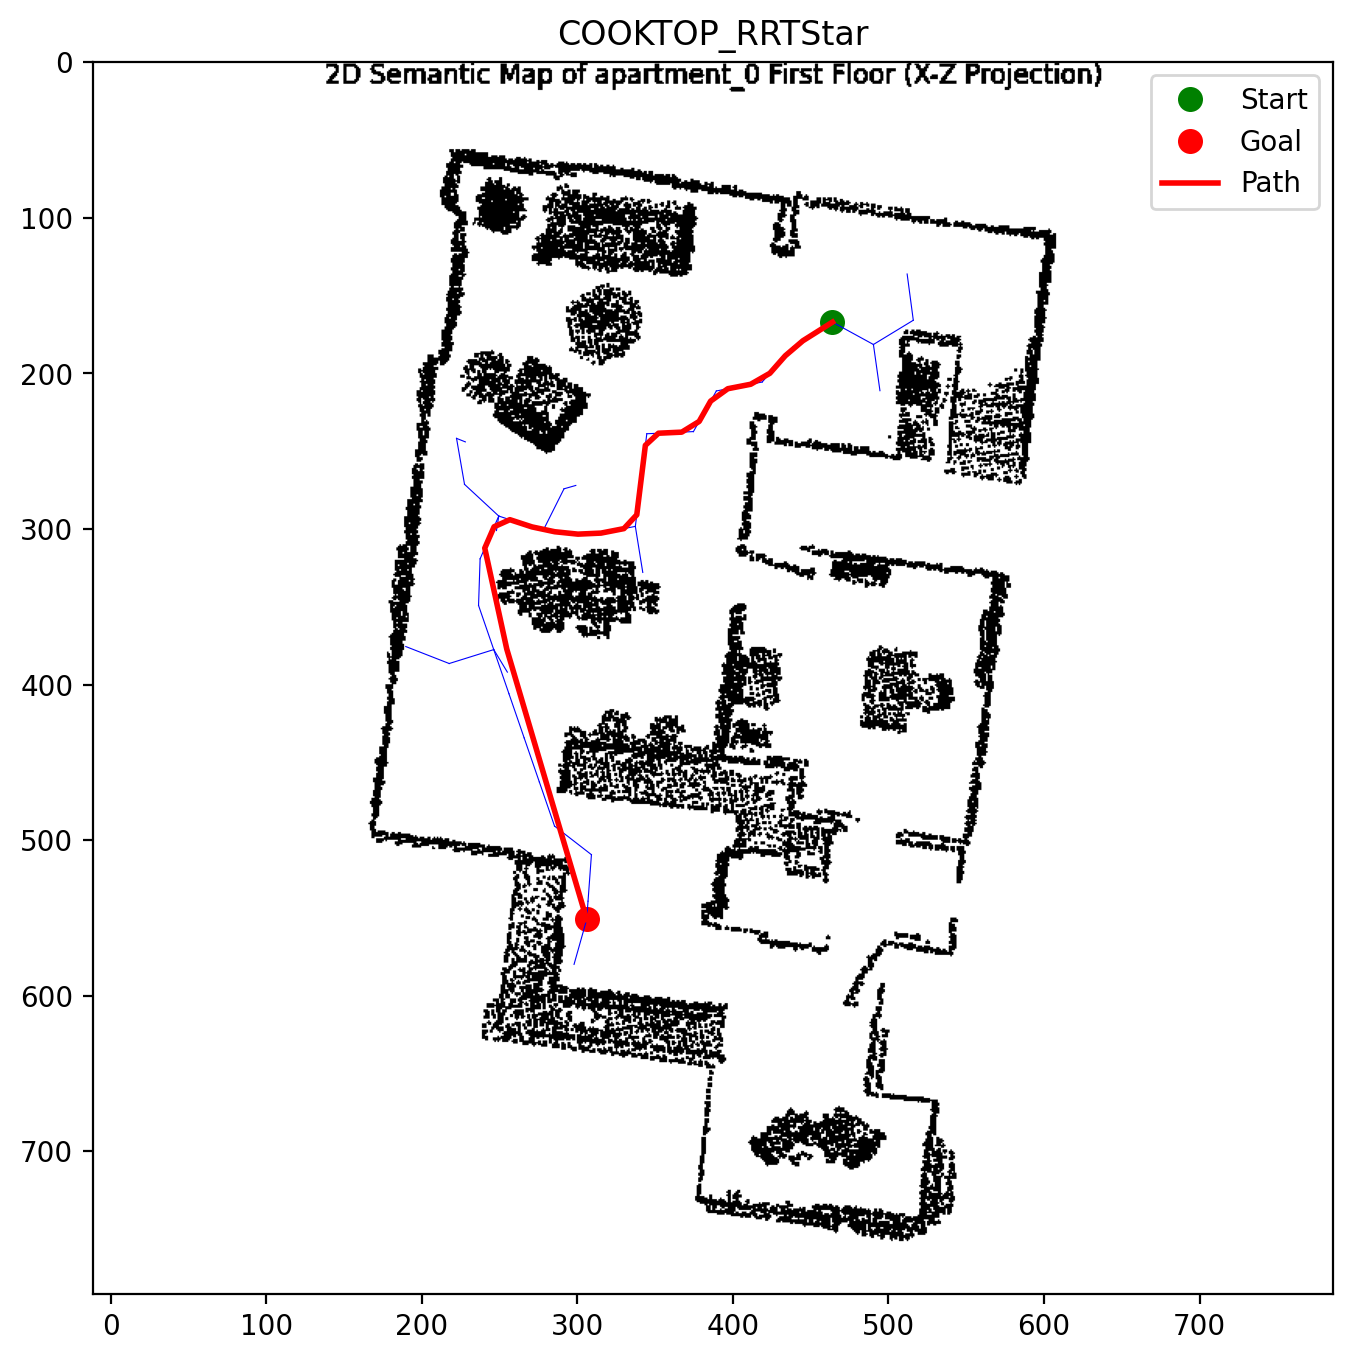 COOKTOP_RRTStar
2D Semantic Map of apartment_0 First Floor (X-Z Projection)
Start
Goal
Path
0
100
200
300
400
500
600
700
0 100 200 300 400 500 600 700